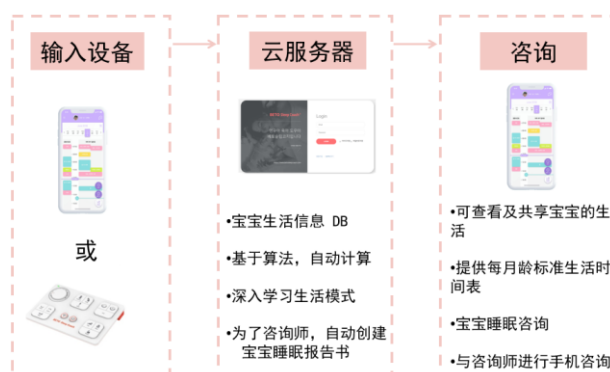 输入设备
或
云服务器
Login
•宝宝生活信息 DB
•基于算法，自动计算
•深入学习生活模式
•为了咨询师，自动创建
宝宝睡眠报告书
咨询
•可查看及共享宝宝的生
活
•提供每月龄标准生活时
间表
•宝宝睡眠咨询
•与咨询师进行手机咨询